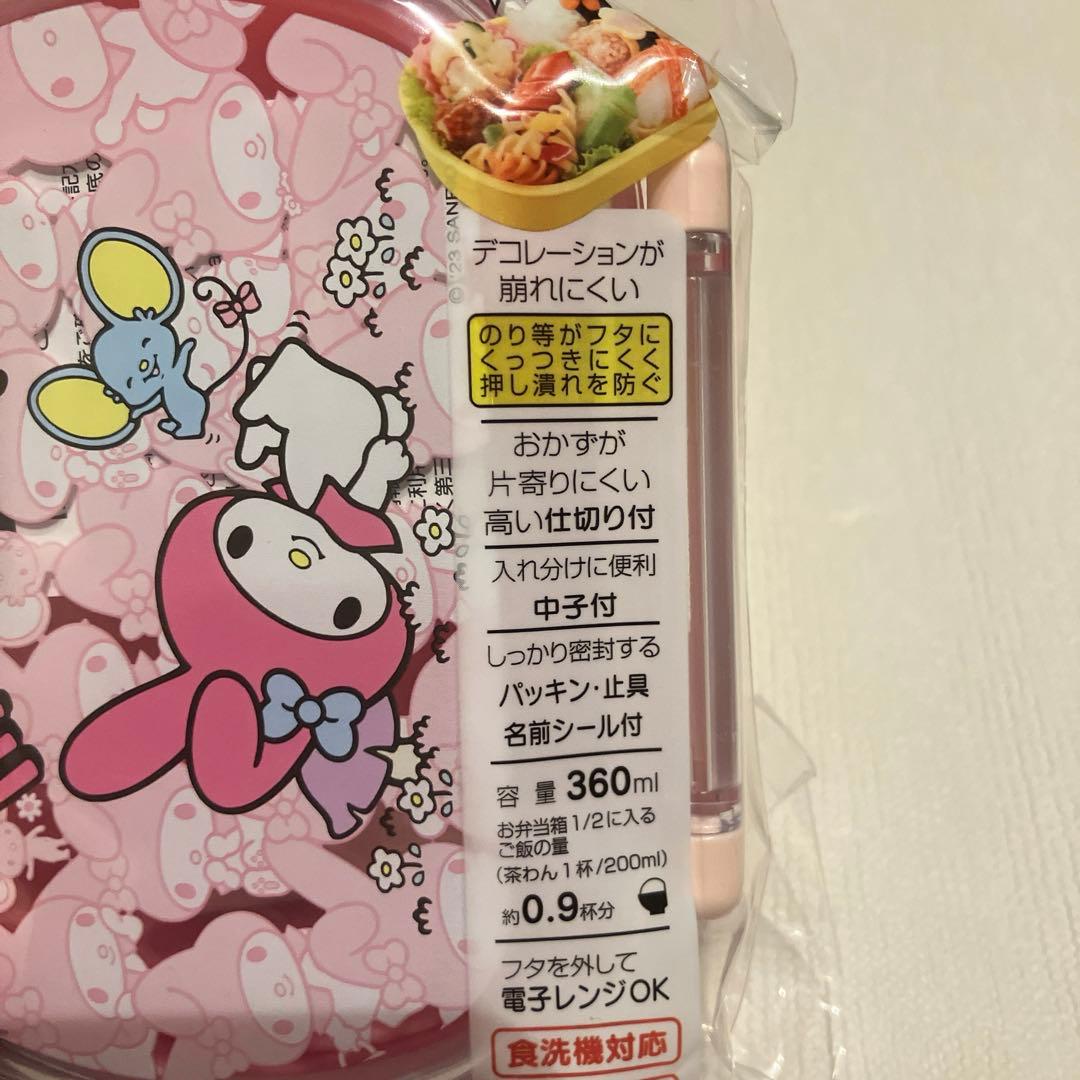 デコレーションが
崩れにくい
のり等がフタに
くっつきにくく
押し潰れを防ぐ
おかずが
片寄りにくい
高い仕切り付
入れ分けに便利
中子付
しっかり密封する
パッキン・止具
名前シール付
容量 360ml
お弁当箱1/2に入る
ご飯の量
(茶わん1杯/200ml)
約0.9杯分
フタを外して
電子レンジOK
食洗機対応
©'23 SANR